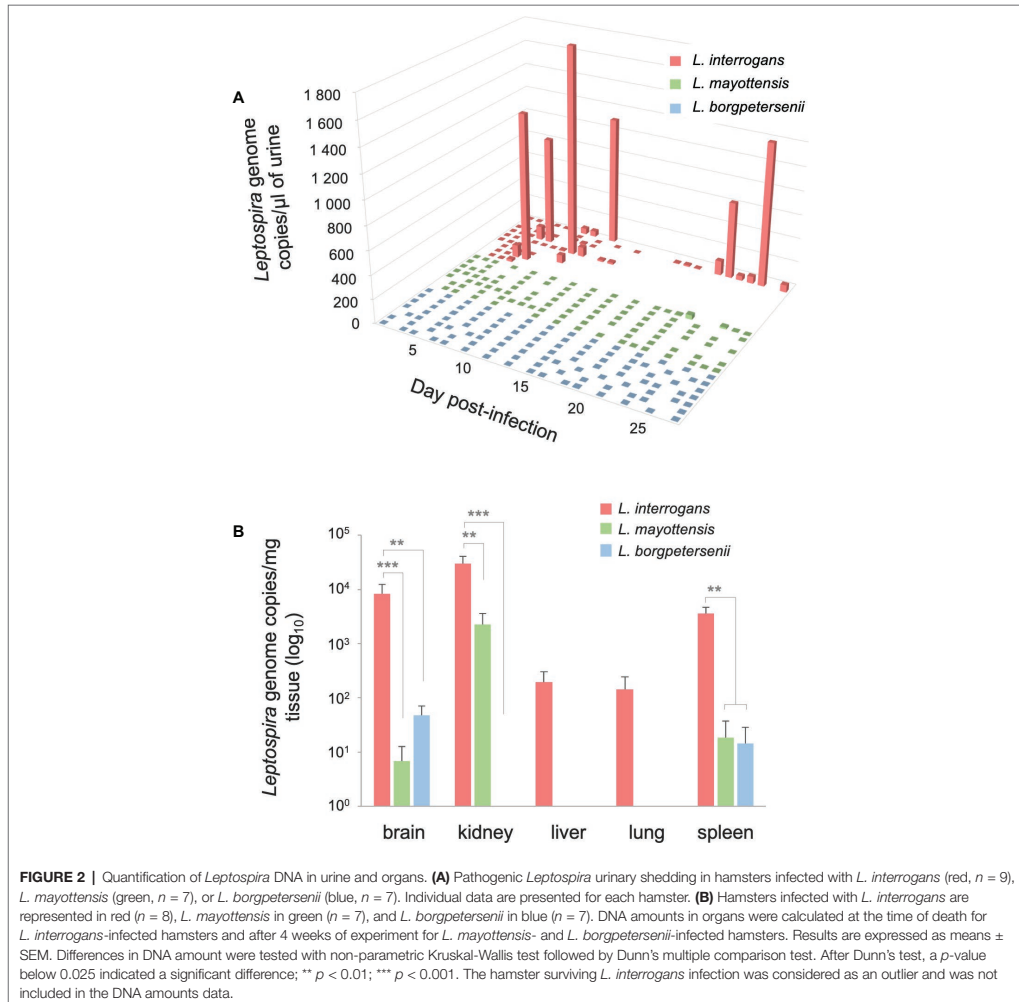 A
L. interrogans
L. mayottensis
L. borgpetersenii
Leptospira genome
copies/µl of urine
1 800
1 600
1 400
1 200
1 000
800
600
400
200
0
5
10
15
20
25
Day post-infection
B
L. interrogans
L. mayottensis
L. borgpetersenii
Leptospira genome copies/mg
tissue (log₁₀)
10⁵
10⁴
10³
10²
10¹
10⁰
**
***
***
**
**
brain kidney liver lung spleen
FIGURE 2 | Quantification of Leptospira DNA in urine and organs. (A) Pathogenic Leptospira urinary shedding in hamsters infected with L. interrogans (red, n = 9),
L. mayottensis (green, n = 7), or L. borgpetersenii (blue, n = 7). Individual data are presented for each hamster. (B) Hamsters infected with L. interrogans are
represented in red (n = 8), L. mayottensis in green (n = 7), and L. borgpetersenii in blue (n = 7). DNA amounts in organs were calculated at the time of death for
L. interrogans-infected hamsters and after 4 weeks of experiment for L. mayottensis- and L. borgpetersenii-infected hamsters. Results are expressed as means ±
SEM. Differences in DNA amount were tested with non-parametric Kruskal-Wallis test followed by Dunn's multiple comparison test. After Dunn's test, a p-value
below 0.025 indicated a significant difference; ** p < 0.01; *** p < 0.001. The hamster surviving L. interrogans infection was considered as an outlier and was not
included in the DNA amounts data.